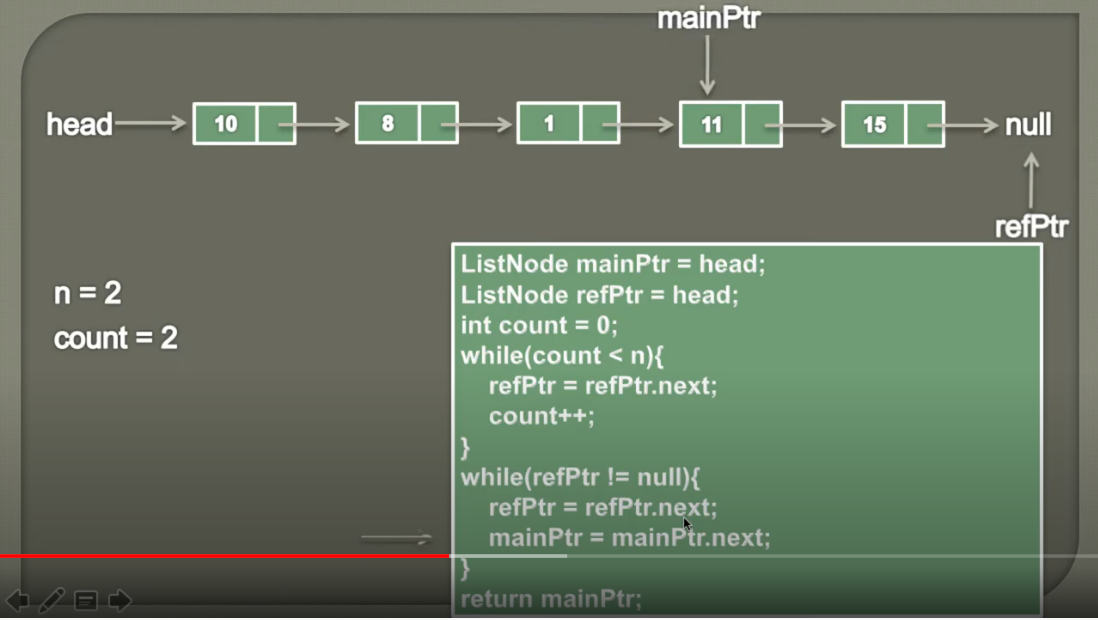 mainPtr
head 10 8 1 11 15 null
refPtr
n = 2
count = 2
ListNode mainPtr = head;
ListNode refPtr = head;
int count = 0;
while(count < n){
refPtr = refPtr.next;
count++;
}
while(refPtr != null){
refPtr = refPtr.next;
mainPtr = mainPtr.next;
}
return mainPtr;